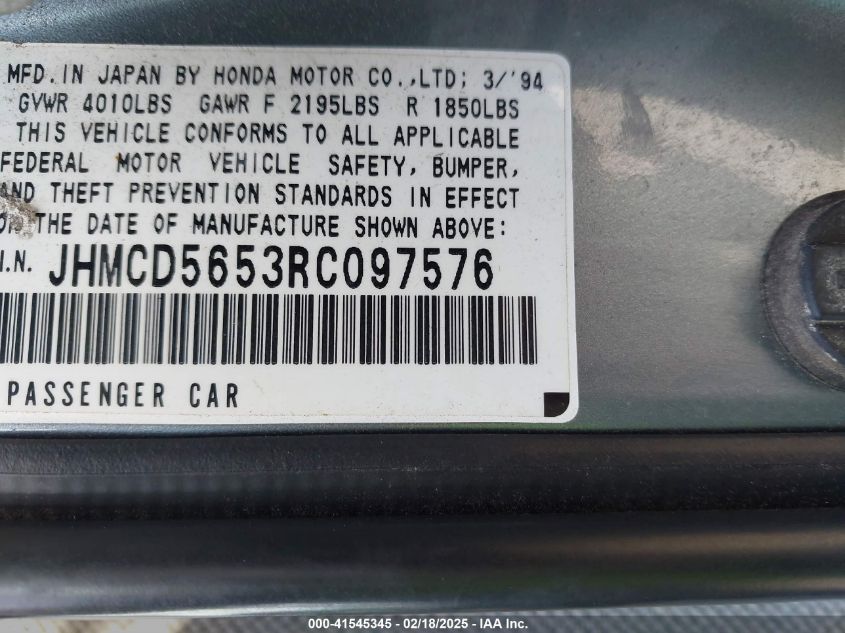 MFD. IN JAPAN BY HONDA MOTOR CO.,LTD; 3/'94
GVWR 4010LBS GAWR F 2195LBS R 1850LBS
THIS VEHICLE CONFORMS TO ALL APPLICABLE
FEDERAL MOTOR VEHICLE SAFETY, BUMPER,
AND THEFT PREVENTION STANDARDS IN EFFECT
ON THE DATE OF MANUFACTURE SHOWN ABOVE:
.I.N. JHMCD5653RC097576
PASSENGER CAR
000-41545345 - 02/18/2025 - IAA Inc.